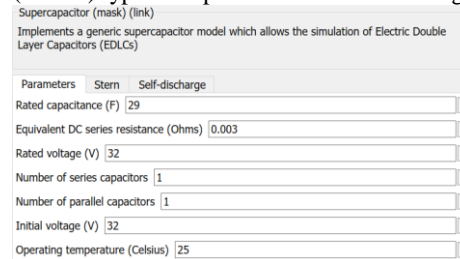 Supercapacitor (mask) (link)
Implements a generic supercapacitor model which allows the simulation of Electric Double
Layer Capacitors (EDLCs)
Parameters Stern Self-discharge
Rated capacitance (F) 29
Equivalent DC series resistance (Ohms) 0.003
Rated voltage (V) 32
Number of series capacitors 1
Number of parallel capacitors 1
Initial voltage (V) 32
Operating temperature (Celsius) 25